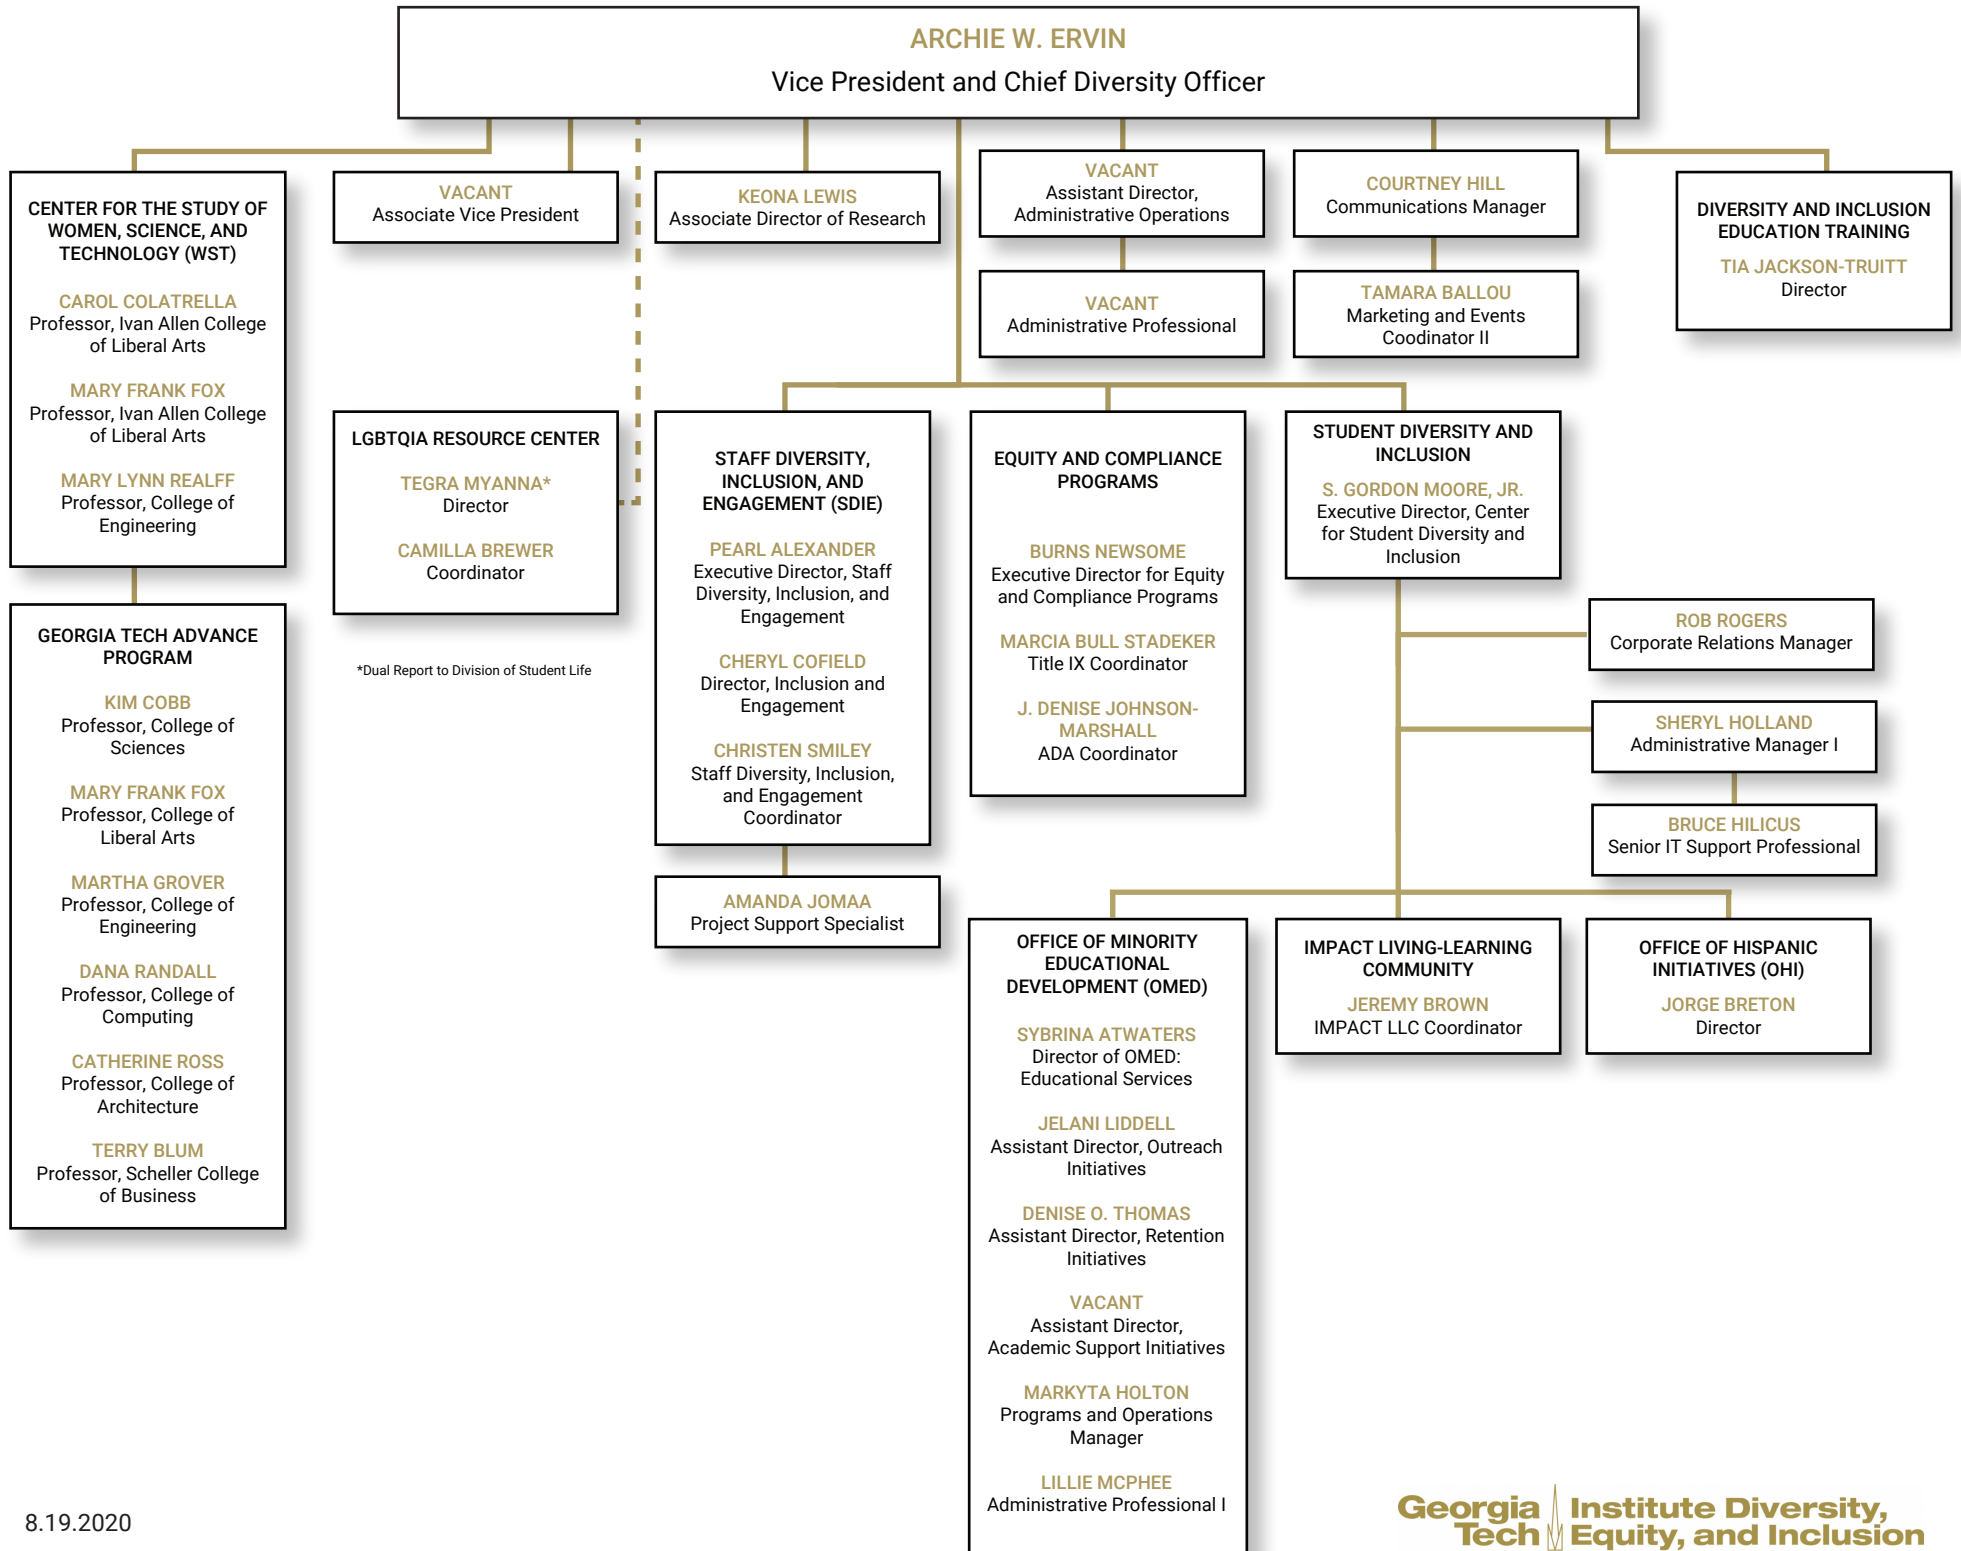 ARCHIE W. ERVIN
Vice President and Chief Diversity Officer
CENTER FOR THE STUDY OF
WOMEN, SCIENCE, AND
TECHNOLOGY (WST)
CAROL COLATRELLA
Professor, Ivan Allen College
of Liberal Arts
MARY FRANK FOX
Professor, Ivan Allen College
of Liberal Arts
MARY LYNN REALFF
Professor, College of
Engineering
GEORGIA TECH ADVANCE
PROGRAM
KIM COBB
Professor, College of
Sciences
MARY FRANK FOX
Professor, College of
Liberal Arts
MARTHA GROVER
Professor, College of
Engineering
DANA RANDALL
Professor, College of
Computing
CATHERINE ROSS
Professor, College of
Architecture
TERRY BLUM
Professor, Scheller College
of Business
VACANT
Associate Vice President
LGBTQIA RESOURCE CENTER
TEGRA MYANNA*
Director
CAMILLA BREWER
Coordinator
*Dual Report to Division of Student Life
KEONA LEWIS
Associate Director of Research
VACANT
Assistant Director,
Administrative Operations
VACANT
Administrative Professional
COURTNEY HILL
Communications Manager
TAMARA BALLOU
Marketing and Events
Coodinator II
DIVERSITY AND INCLUSION
EDUCATION TRAINING
TIA JACKSON-TRUITT
Director
STAFF DIVERSITY,
INCLUSION, AND
ENGAGEMENT (SDIE)
PEARL ALEXANDER
Executive Director, Staff
Diversity, Inclusion, and
Engagement
CHERYL COFIELD
Director, Inclusion and
Engagement
CHRISTEN SMILEY
Staff Diversity, Inclusion,
and Engagement
Coordinator
AMANDA JOMAA
Project Support Specialist
EQUITY AND COMPLIANCE
PROGRAMS
BURNS NEWSOME
Executive Director for Equity
and Compliance Programs
MARCIA BULL STADEKER
Title IX Coordinator
J. DENISE JOHNSON-
MARSHALL
ADA Coordinator
STUDENT DIVERSITY AND
INCLUSION
S. GORDON MOORE, JR.
Executive Director, Center
for Student Diversity and
Inclusion
ROB ROGERS
Corporate Relations Manager
SHERYL HOLLAND
Administrative Manager I
BRUCE HILICUS
Senior IT Support Professional
OFFICE OF MINORITY
EDUCATIONAL
DEVELOPMENT (OMED)
SYBRINA ATWATERS
Director of OMED:
Educational Services
JELANI LIDDELL
Assistant Director, Outreach
Initiatives
DENISE O. THOMAS
Assistant Director, Retention
Initiatives
VACANT
Assistant Director,
Academic Support Initiatives
MARKYTA HOLTON
Programs and Operations
Manager
LILLIE MCPHEE
Administrative Professional I
IMPACT LIVING-LEARNING
COMMUNITY
JEREMY BROWN
IMPACT LLC Coordinator
OFFICE OF HISPANIC
INITIATIVES (OHI)
JORGE BRETON
Director
8.19.2020
Georgia Tech
Institute Diversity,
Equity, and Inclusion